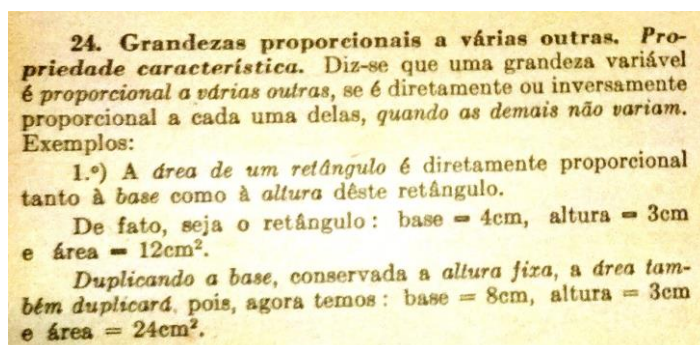 24. Grandezas proporcionais a várias outras. Pro-
priedade característica. Diz-se que uma grandeza variável
é proporcional a várias outras, se é diretamente ou inversamente
proporcional a cada uma delas, quando as demais não variam.
Exemplos:
1.º) A área de um retângulo é diretamente proporcional
tanto à base como à altura dêste retângulo.
De fato, seja o retângulo: base = 4cm, altura = 3cm
e área = 12cm².
Duplicando a base, conservada a altura fixa, a área tam-
bém duplicará, pois, agora temos: base = 8cm, altura = 3cm
e área = 24cm².